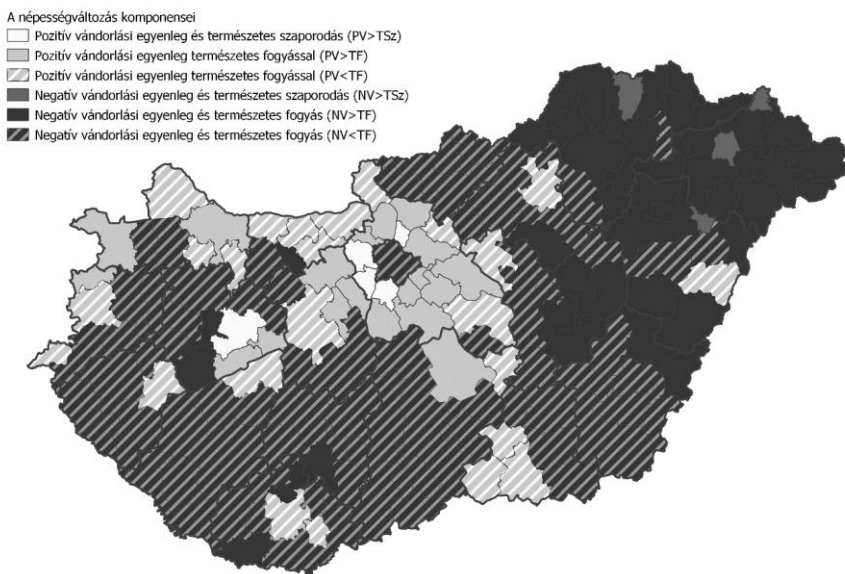 A népességváltozás komponensei
Pozitív vándorlási egyenleg és természetes szaporodás (PV>TSz)
Pozitív vándorlási egyenleg természetes fogyással (PV>TF)
Pozitív vándorlási egyenleg természetes fogyással (PV<TF)
Negatív vándorlási egyenleg és természetes szaporodás (NV>TSz)
Negatív vándorlási egyenleg és természetes fogyás (NV>TF)
Negatív vándorlási egyenleg és természetes fogyás (NV<TF)